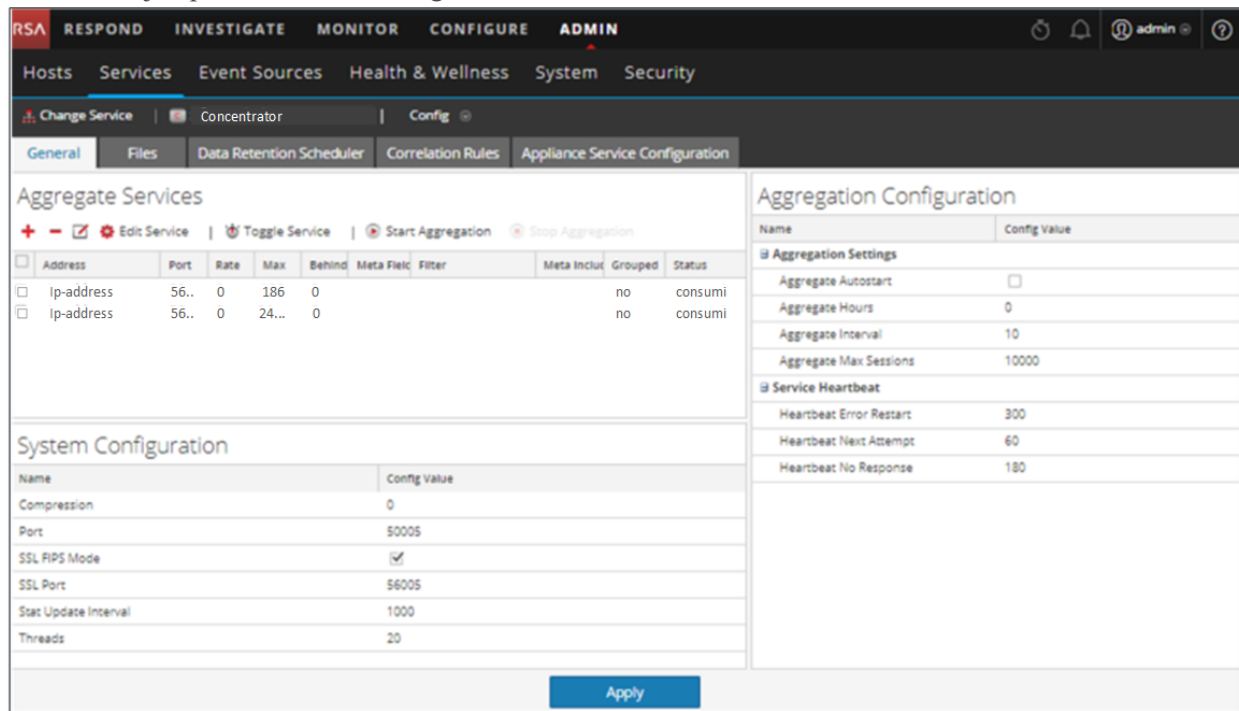 RSA RESPOND INVESTIGATE MONITOR CONFIGURE ADMIN admin
Hosts Services Event Sources Health & Wellness System Security
Change Service | Concentrator | Config
General Files Data Retention Scheduler Correlation Rules Appliance Service Configuration
Aggregate Services
Edit Service | Toggle Service | Start Aggregation Stop Aggregation
Address Port Rate Max Behind Meta Field Filter Meta Includ Grouped Status
Ip-address 56.. 0 186 0 no consumi
Ip-address 56.. 0 24... 0 no consumi
System Configuration
Name Config Value
Compression 0
Port 50005
SSL FIPS Mode
SSL Port 56005
Stat Update Interval 1000
Threads 20
Aggregation Configuration
Name Config Value
Aggregation Settings
Aggregate Autostart
Aggregate Hours 0
Aggregate Interval 10
Aggregate Max Sessions 10000
Service Heartbeat
Heartbeat Error Restart 300
Heartbeat Next Attempt 60
Heartbeat No Response 180
Apply